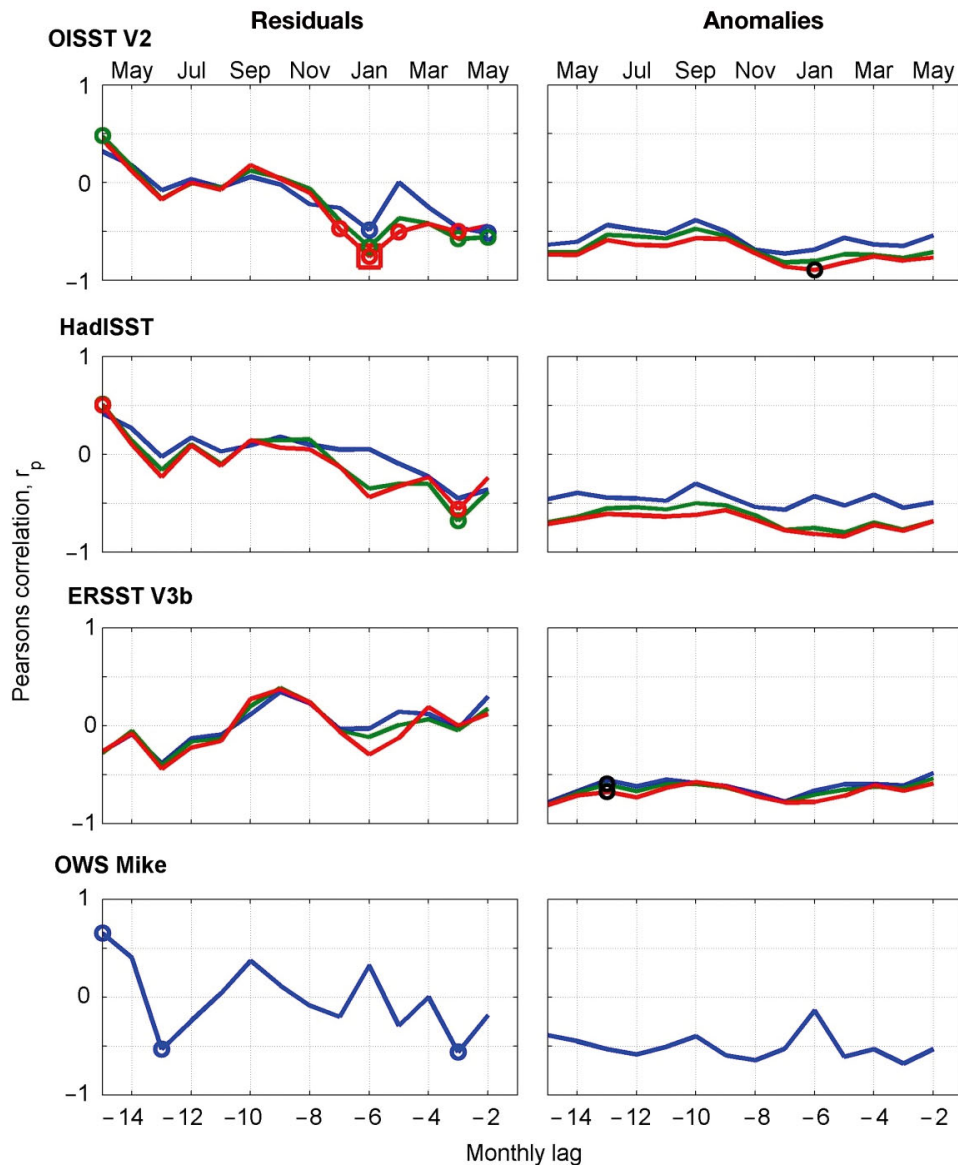 Residuals Anomalies
OISST V2
May Jul Sep Nov Jan Mar May May Jul Sep Nov Jan Mar May
1
0
−1
HadISST
1
0
−1
ERSST V3b
1
0
−1
OWS Mike
1
0
−1
Pearsons correlation, r_p
−14 −12 −10 −8 −6 −4 −2 −14 −12 −10 −8 −6 −4 −2
Monthly lag